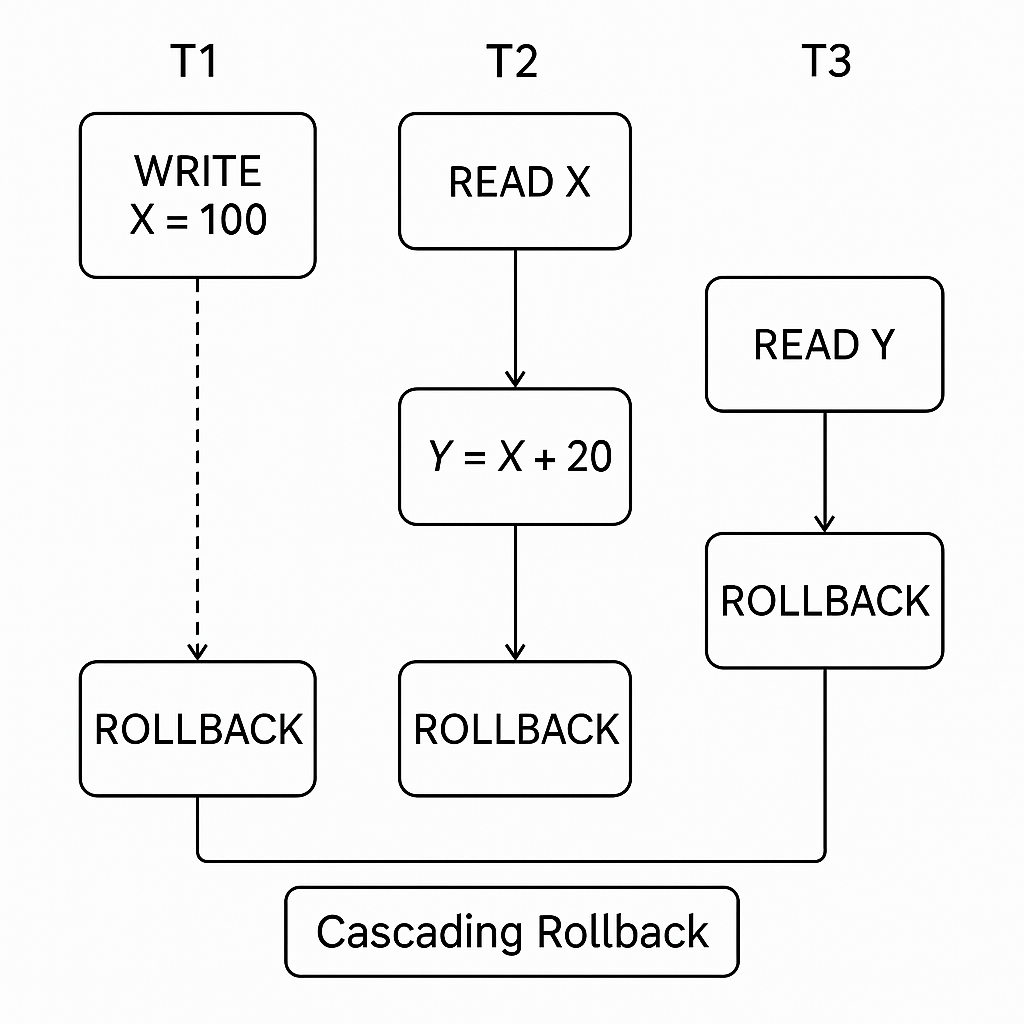 T1
T2
T3
WRITE
X = 100
READ X
READ Y
Y = X + 20
ROLLBACK
ROLLBACK
ROLLBACK
Cascading Rollback